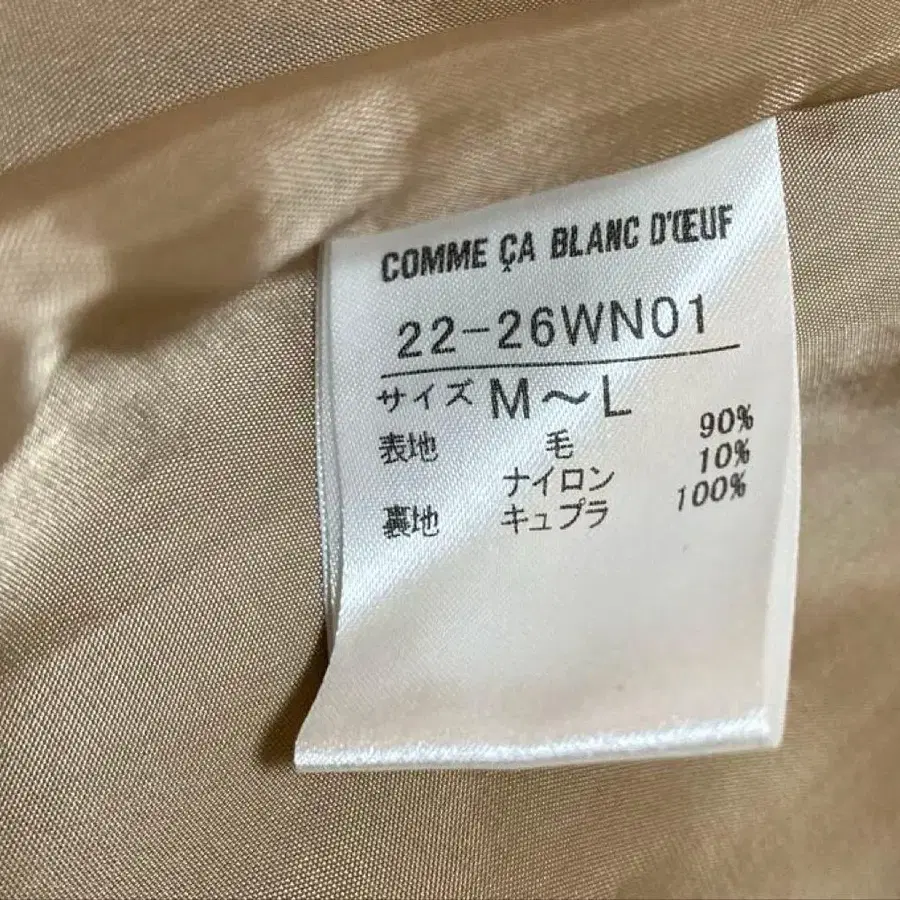 COMME ÇA BLANC D'ŒUF
22-26WN01
サイズ M～L
表地 毛 90%
ナイロン 10%
裏地 キュプラ 100%